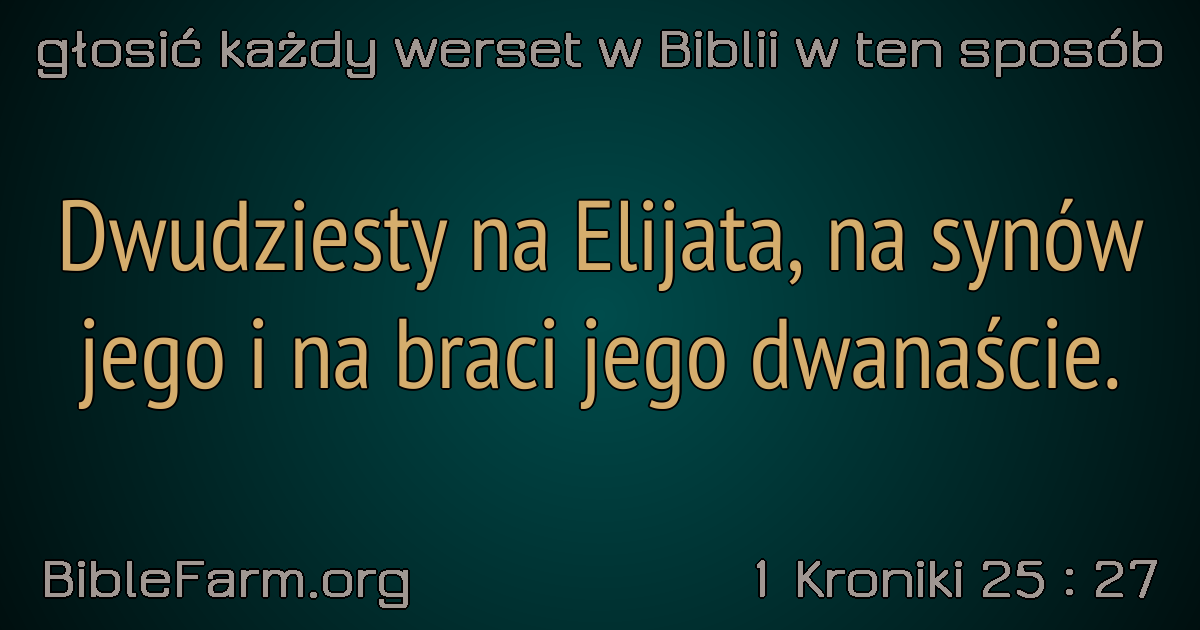 głosić każdy werset w Biblii w ten sposób
Dwudziesty na Elijata, na synów
jego i na braci jego dwanaście.
BibleFarm.org
1 Kroniki 25 : 27